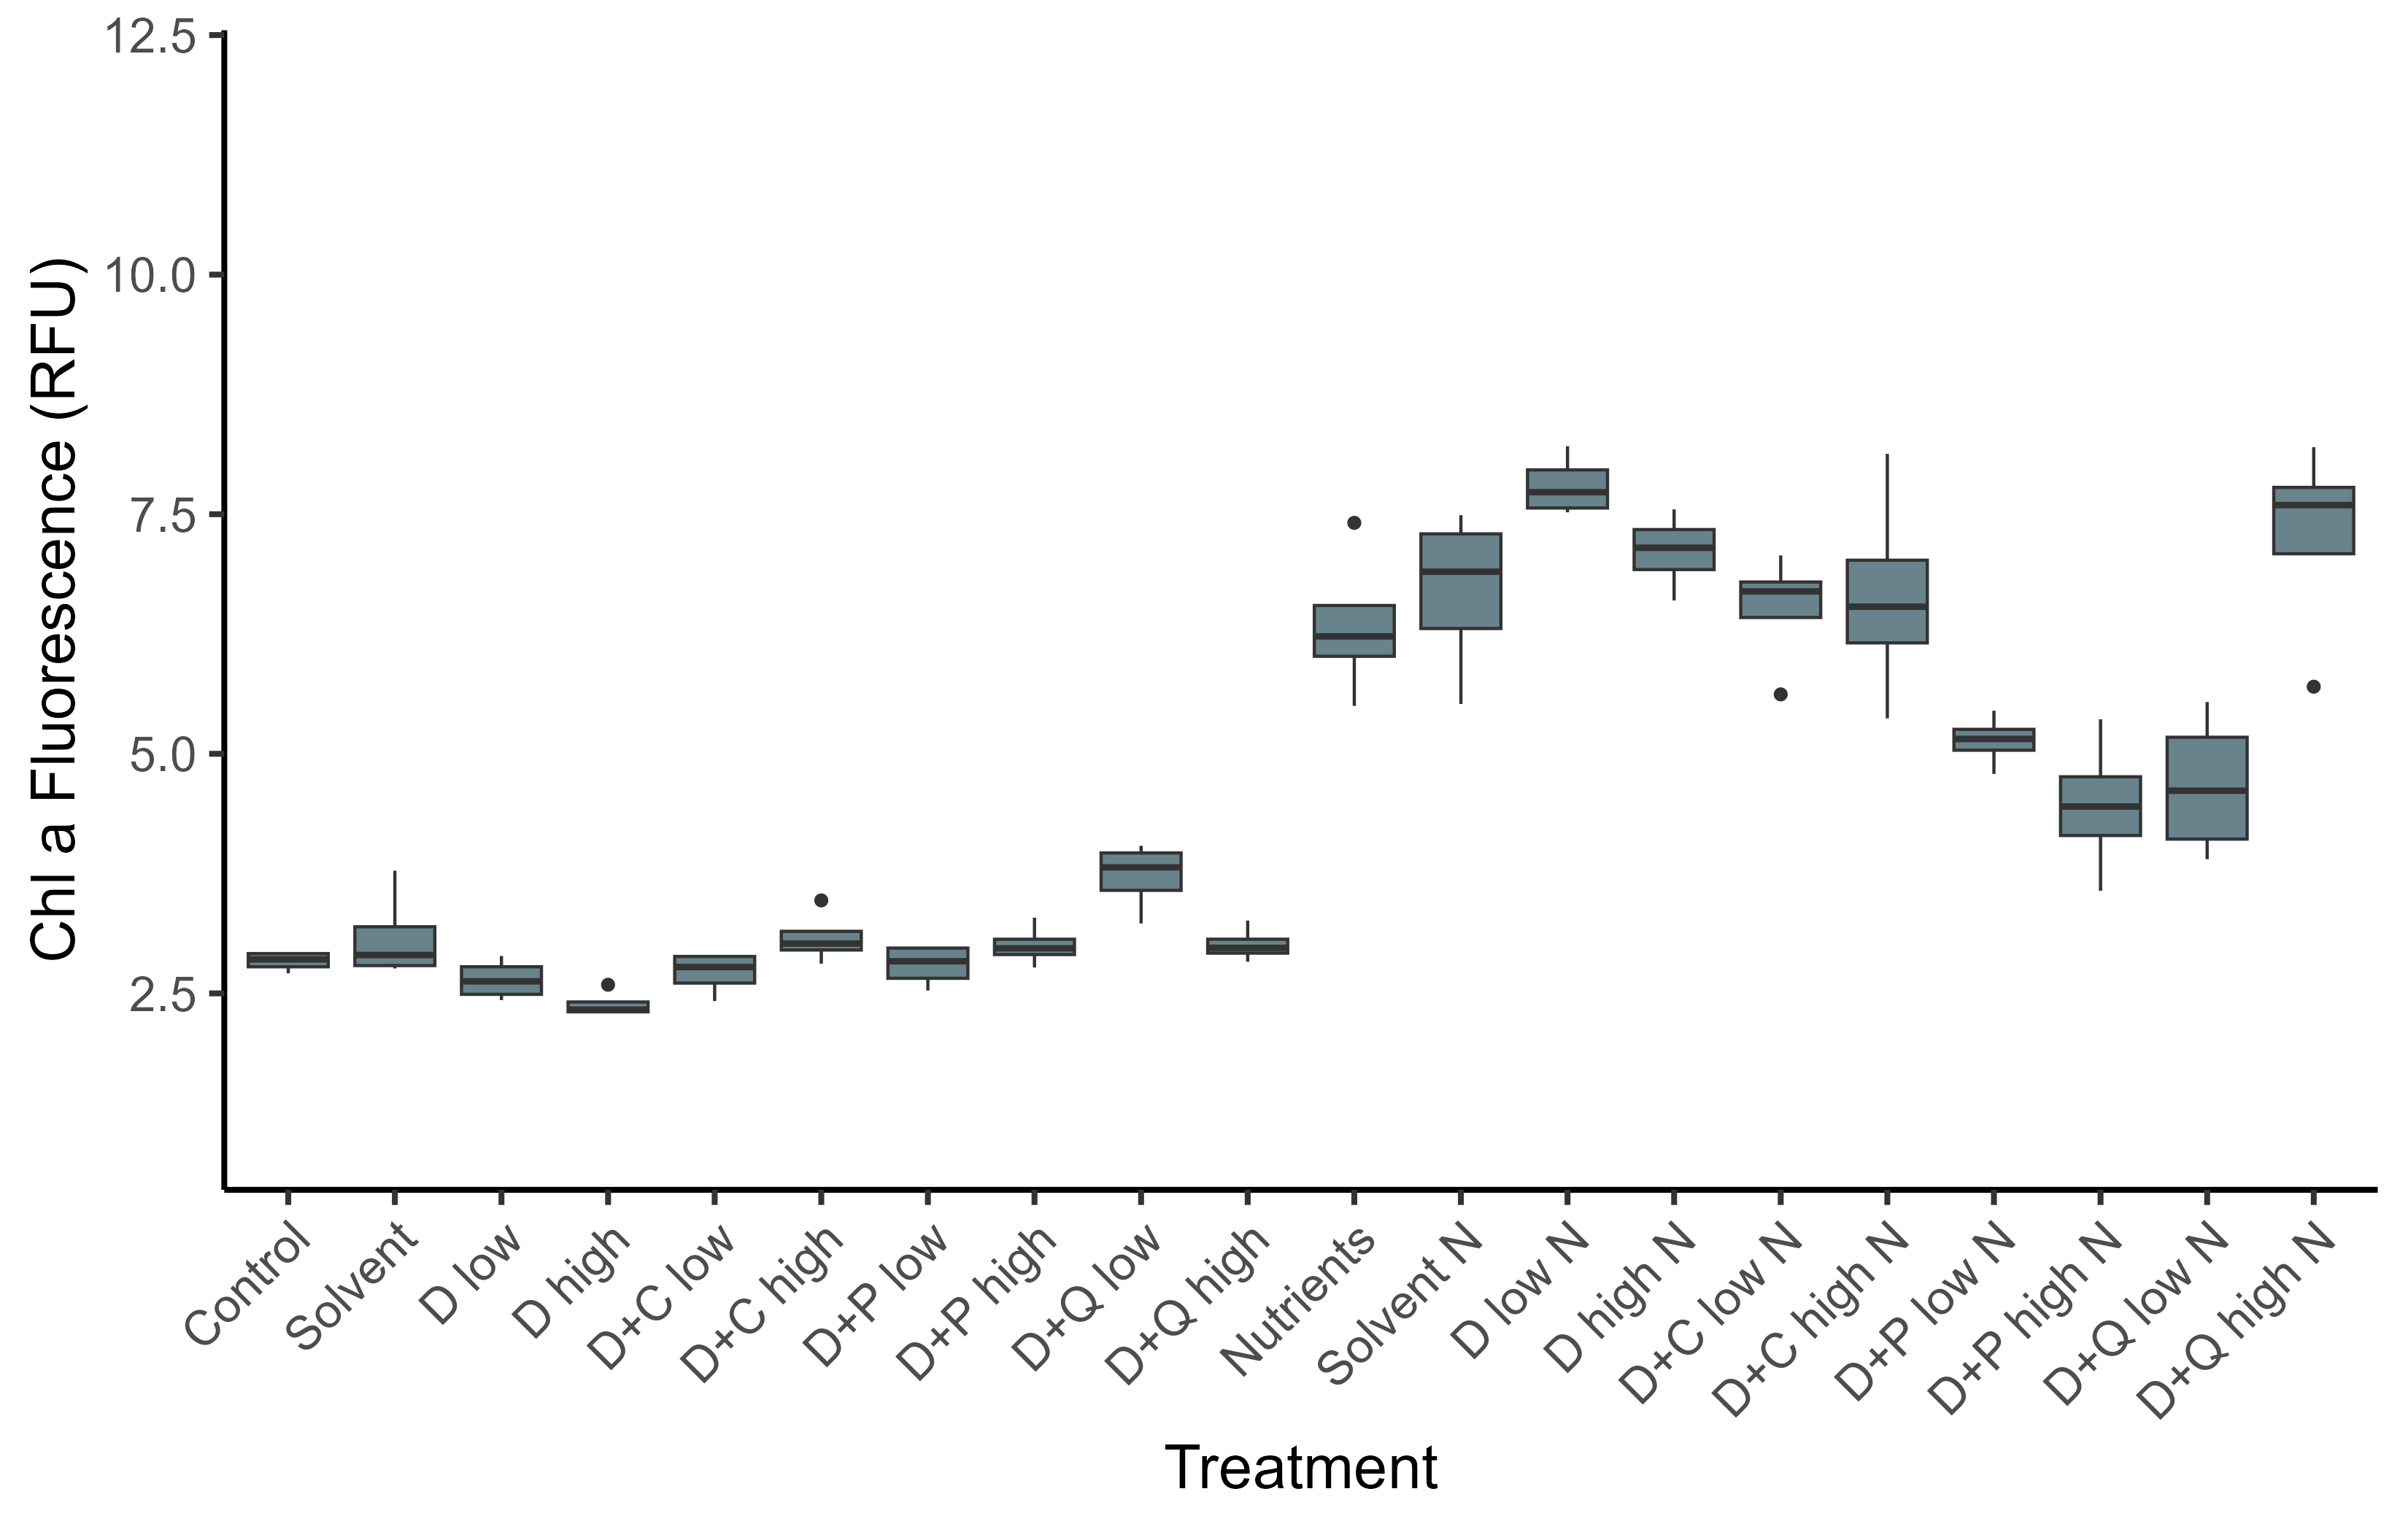 Chl a Fluorescence (RFU)
12.5
10.0
7.5
5.0
2.5
Control
Solvent
D low
D high
D+C low
D+C high
D+P low
D+P high
D+Q low
D+Q high
Nutrients
Solvent N
D low N
D high N
D+C low N
D+C high N
D+P low N
D+P high N
D+Q low N
D+Q high N
Treatment